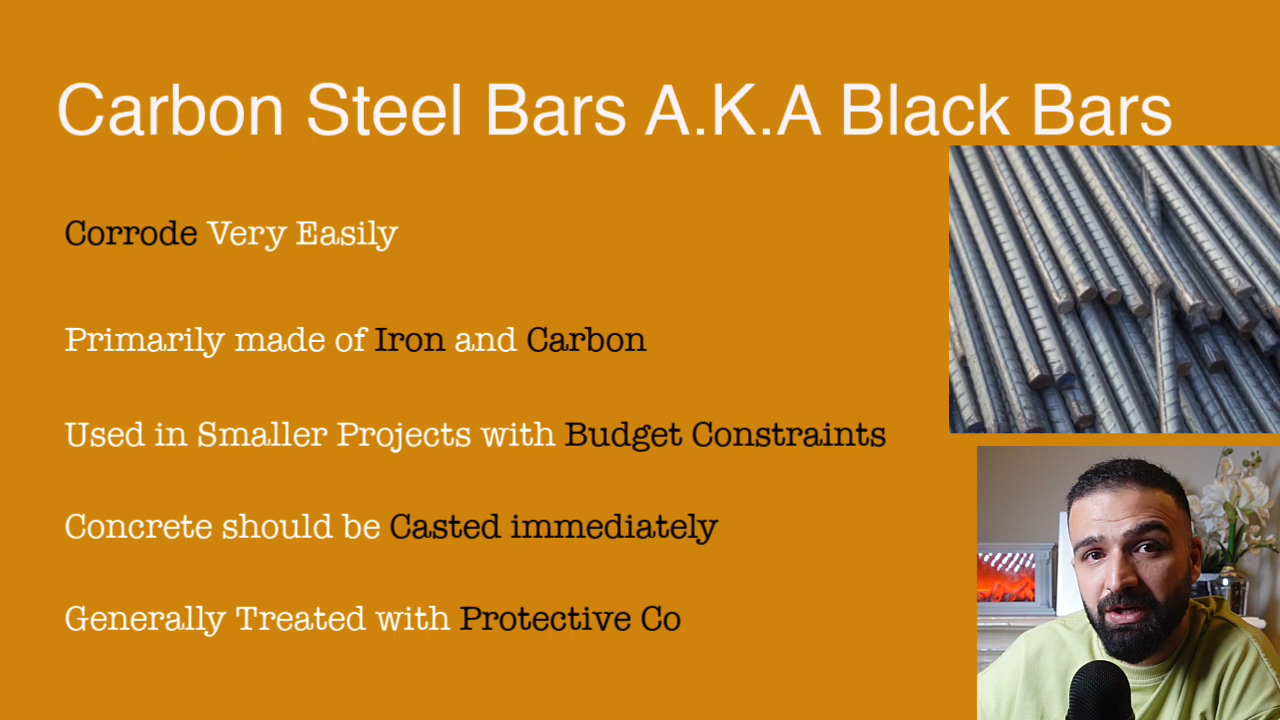 Carbon Steel Bars A.K.A Black Bars
Corrode Very Easily
Primarily made of Iron and Carbon
Used in Smaller Projects with Budget Constraints
Concrete should be Casted immediately
Generally Treated with Protective Co